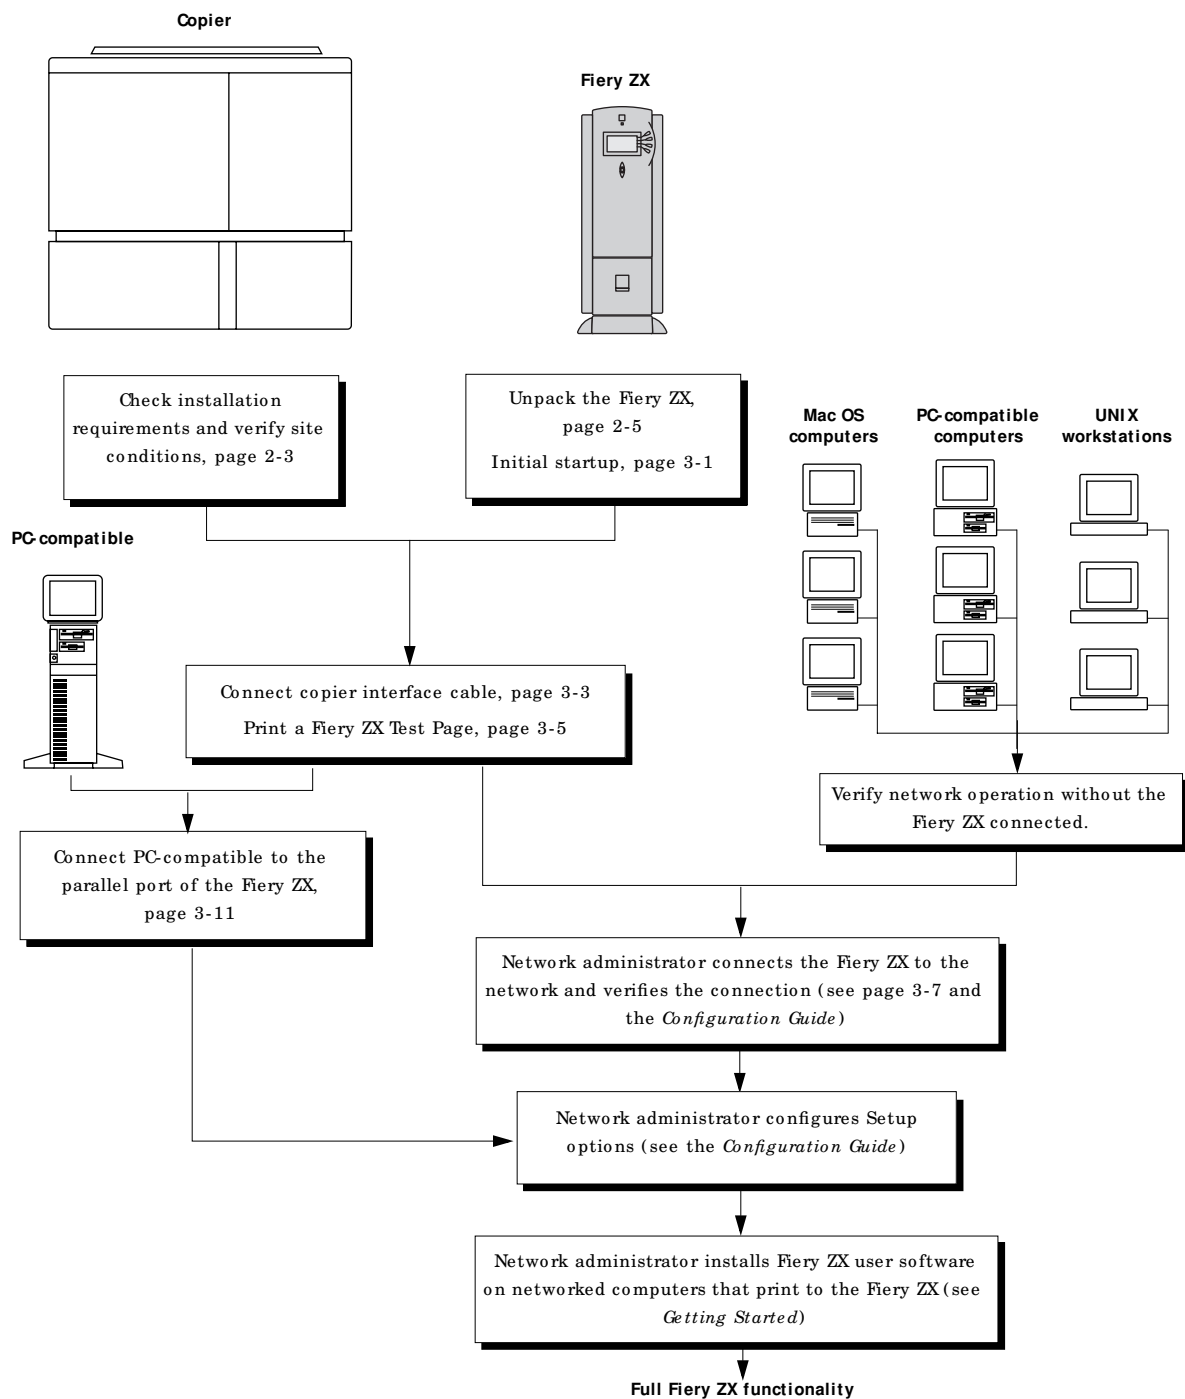 Copier
Fiery ZX
Check installation
requirements and verify site
conditions, page 2-3
Unpack the Fiery ZX,
page 2-5
Initial startup, page 3-1
Mac OS
computers
PC-compatible
computers
UNIX
workstations
PC-compatible
Connect copier interface cable, page 3-3
Print a Fiery ZX Test Page, page 3-5
Verify network operation without the
Fiery ZX connected.
Connect PC-compatible to the
parallel port of the Fiery ZX,
page 3-11
Network administrator connects the Fiery ZX to the
network and verifies the connection (see page 3-7 and
the Configuration Guide)
Network administrator configures Setup
options (see the Configuration Guide)
Network administrator installs Fiery ZX user software
on networked computers that print to the Fiery ZX (see
Getting Started)
Full Fiery ZX functionality